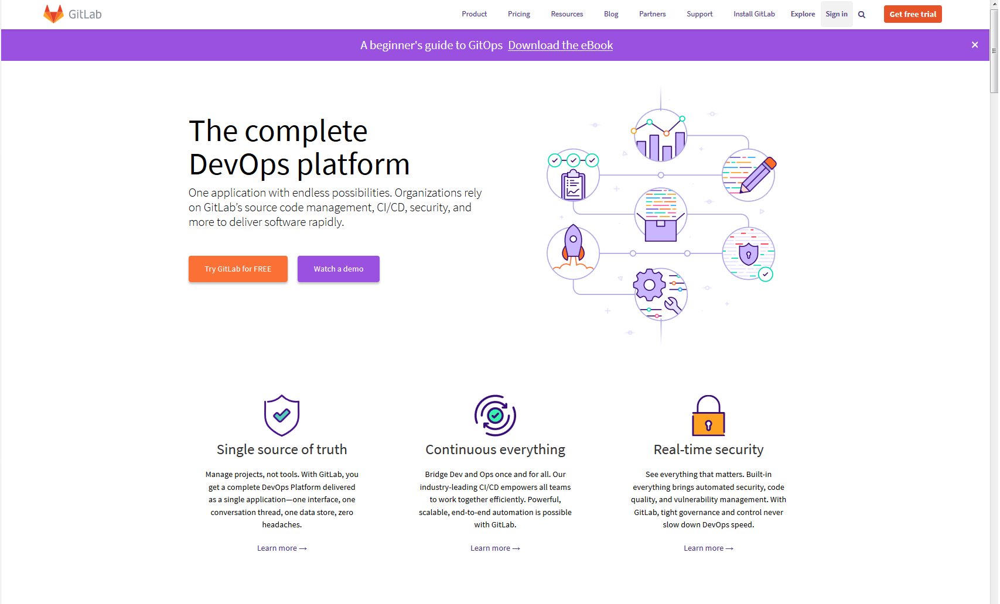 GitLab
Product Pricing Resources Blog Partners Support Install GitLab Explore Sign in Get free trial
A beginner's guide to GitOps Download the eBook
The complete
DevOps platform
One application with endless possibilities. Organizations rely
on GitLab’s source code management, CI/CD, security, and
more to deliver software rapidly.
Try GitLab for FREE Watch a demo
Single source of truth
Manage projects, not tools. With GitLab, you
get a complete DevOps Platform delivered
as a single application—one interface, one
conversation thread, one data store, zero
headaches.
Learn more →
Continuous everything
Bridge Dev and Ops once and for all. Our
industry-leading CI/CD empowers all teams
to work together efficiently. Powerful,
scalable, end-to-end automation is possible
with GitLab.
Learn more →
Real-time security
See everything that matters. Built-in
everything brings automated security, code
quality, and vulnerability management. With
GitLab, tight governance and control never
slow down DevOps speed.
Learn more →